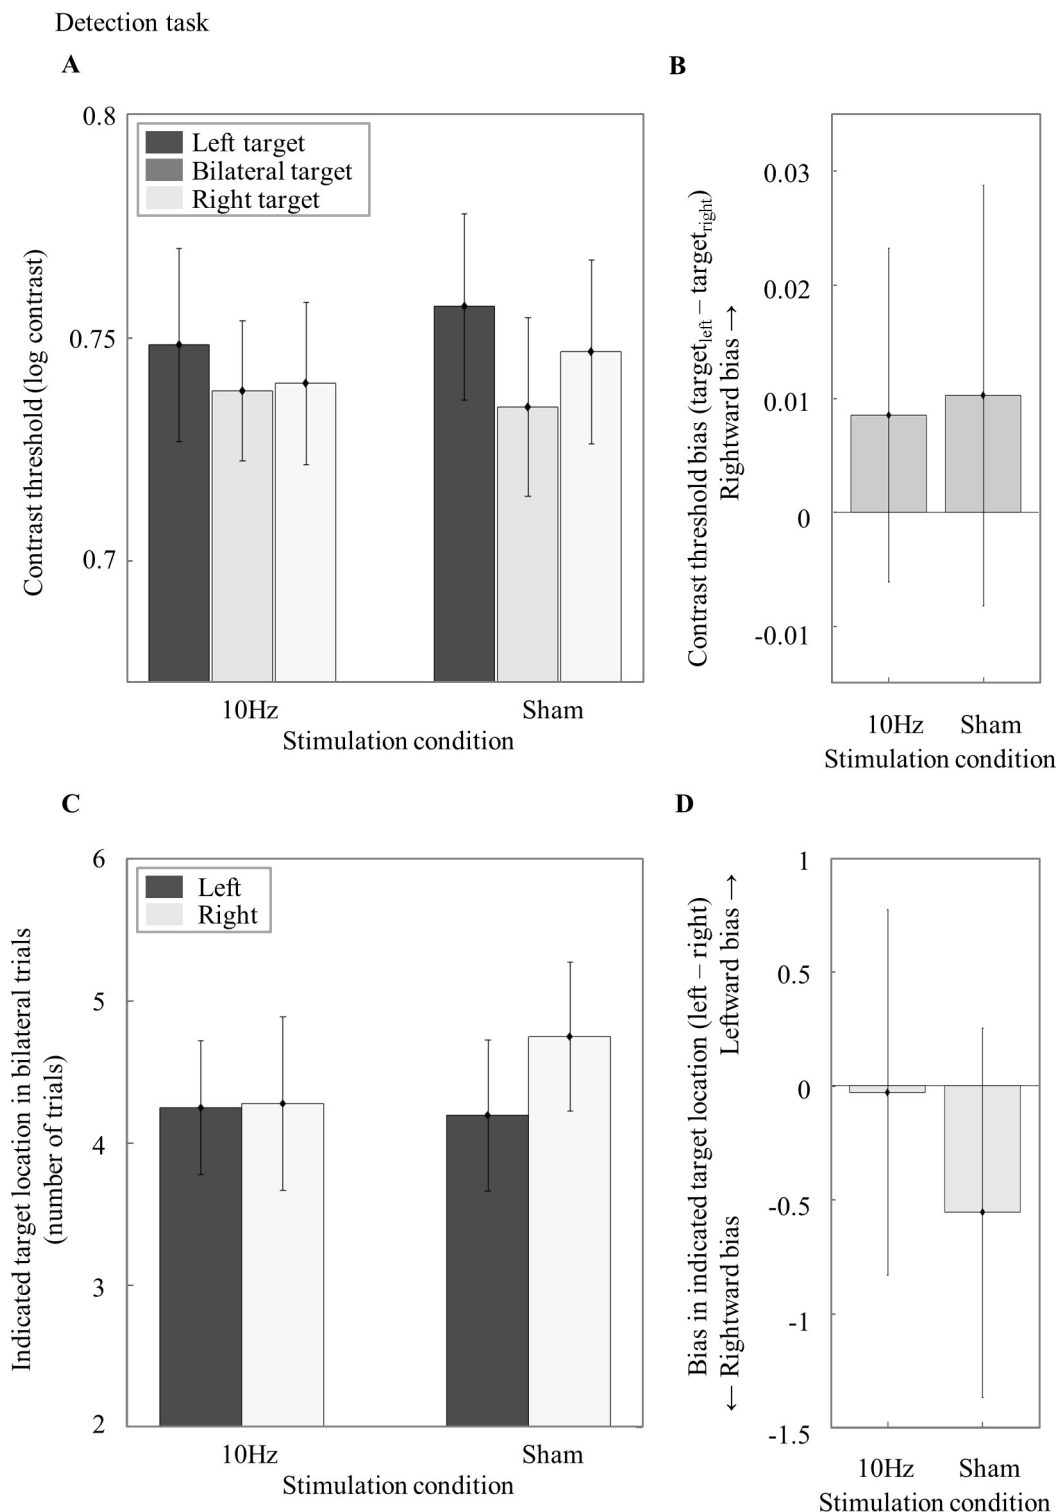 Detection task
A
Contrast threshold (log contrast)
0.8
0.75
0.7
Left target
Bilateral target
Right target
10Hz
Sham
Stimulation condition
B
Contrast threshold bias (targetleft – targetright)
Rightward bias →
0.03
0.02
0.01
0
-0.01
10Hz
Sham
Stimulation condition
C
Indicated target location in bilateral trials
(number of trials)
6
5
4
3
2
Left
Right
10Hz
Sham
Stimulation condition
D
Bias in indicated target location (left – right)
← Rightward bias
Leftward bias →
1
0.5
0
-0.5
-1
-1.5
10Hz
Sham
Stimulation condition